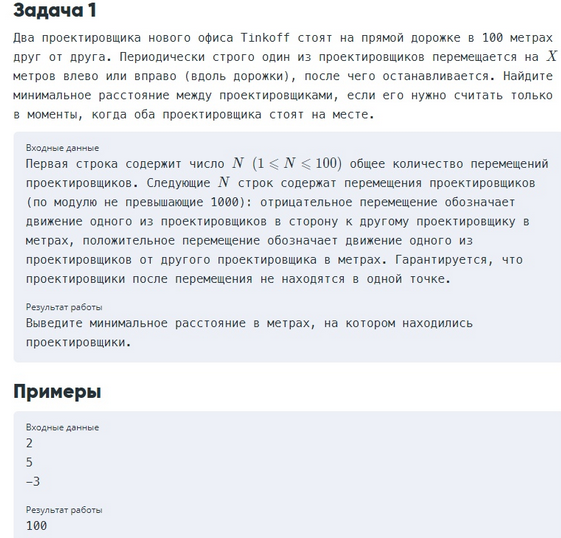 Задача 1
Два проектировщика нового офиса Tinkoff стоят на прямой дорожке в 100 метрах
друг от друга. Периодически строго один из проектировщиков перемещается на X
метров влево или вправо (вдоль дорожки), после чего останавливается. Найдите
минимальное расстояние между проектировщиками, если его нужно считать только
в моменты, когда оба проектировщика стоят на месте.
Входные данные
Первая строка содержит число N (1 ⩽ N ⩽ 100) общее количество перемещений
проектировщиков. Следующие N строк содержат перемещения проектировщиков
(по модулю не превышающие 1000): отрицательное перемещение обозначает
движение одного из проектировщиков в сторону к другому проектировщику в
метрах, положительное перемещение обозначает движение одного из
проектировщиков от другого проектировщика в метрах. Гарантируется, что
проектировщики после перемещения не находятся в одной точке.
Результат работы
Выведите минимальное расстояние в метрах, на котором находились
проектировщики.
Примеры
Входные данные
2
5
−3
Результат работы
100